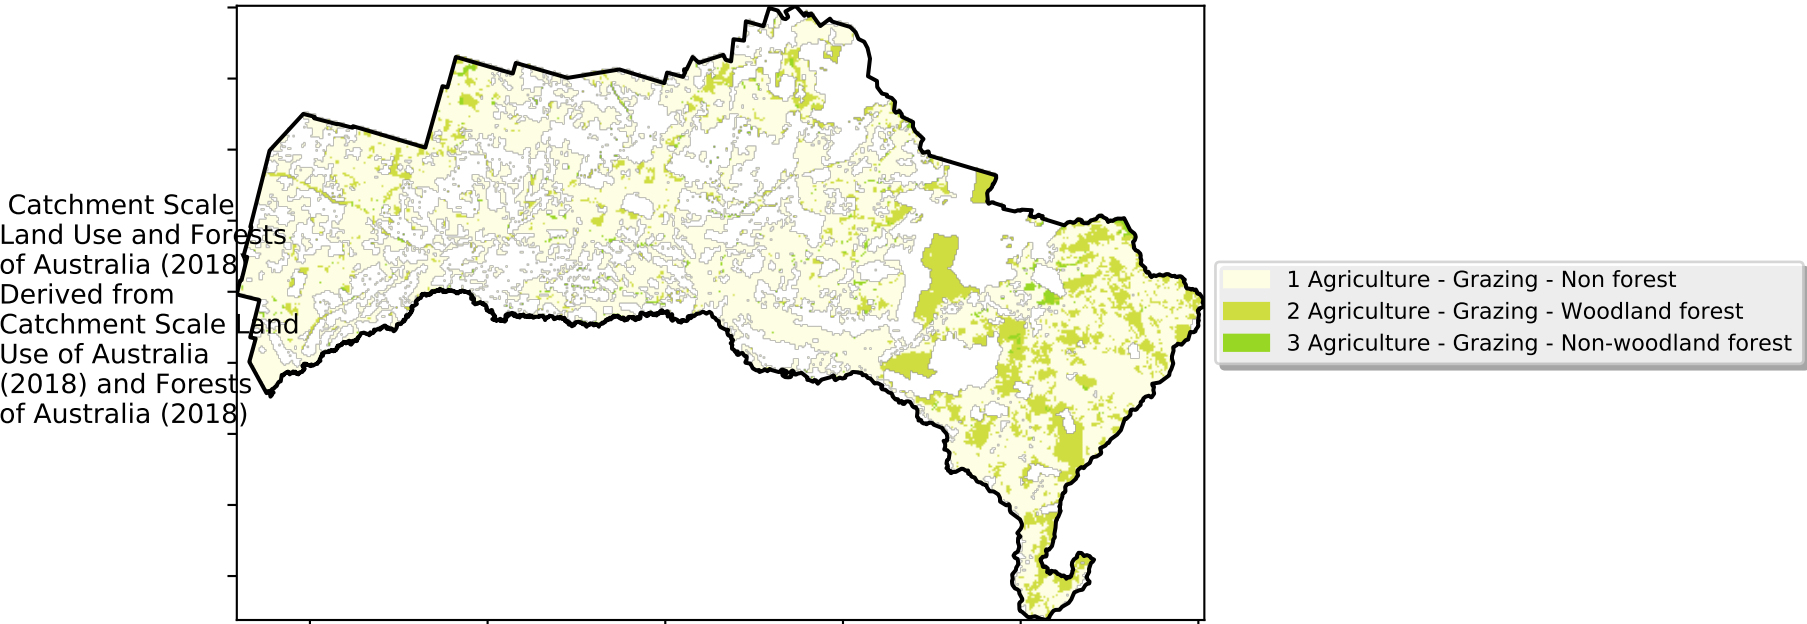 Catchment Scale
Land Use and Forests
of Australia (2018)
Derived from
Catchment Scale Land
Use of Australia
(2018) and Forests
of Australia (2018)
1 Agriculture - Grazing - Non forest
2 Agriculture - Grazing - Woodland forest
3 Agriculture - Grazing - Non-woodland forest